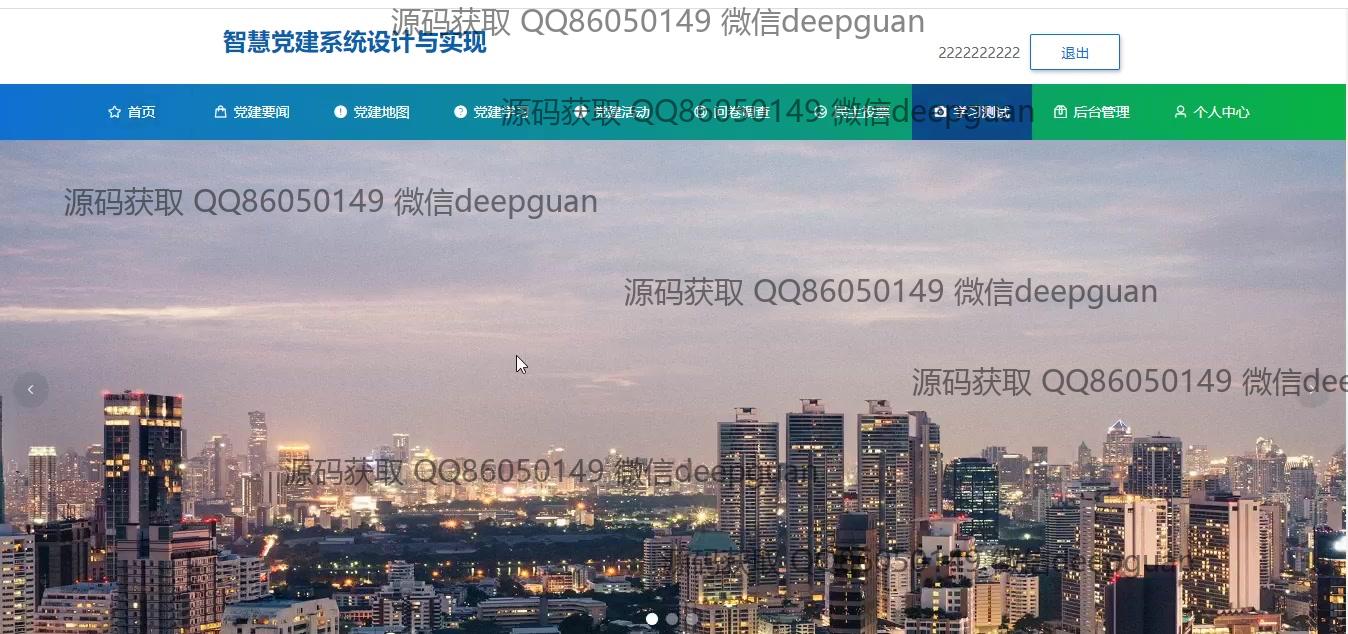 源码获取 QQ86050149 微信deepguan
智慧党建系统设计与实现
2222222222 退出
首页 党建要闻 党建地图 党建学习 党建活动 问卷调查 民主投票 学习测试 后台管理 个人中心
源码获取 QQ86050149 微信deepguan
源码获取 QQ86050149 微信deepguan
源码获取 QQ86050149 微信deepguan
源码获取 QQ86050149 微信dee
源码获取 QQ86050149 微信deepguan
源码获取 QQ86050149 微信deepguan